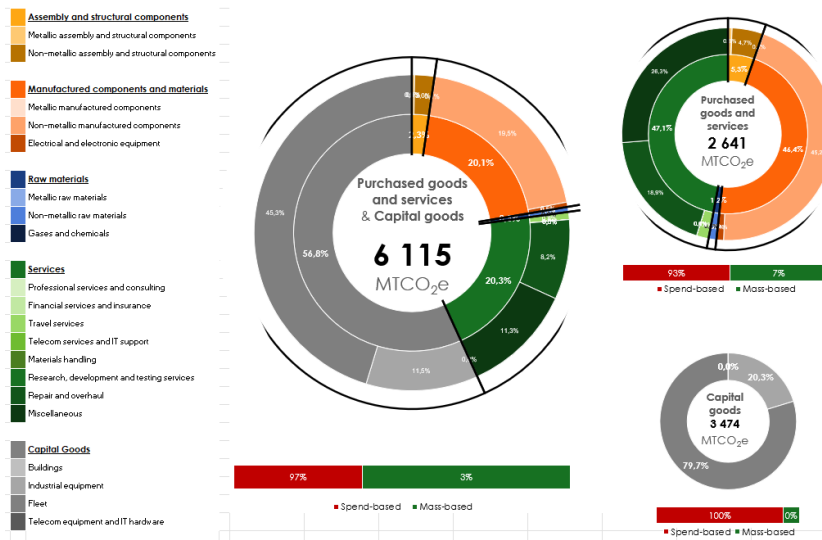 Assembly and structural components
Metallic assembly and structural components
Non-metallic assembly and structural components
Manufactured components and materials
Metallic manufactured components
Non-metallic manufactured components
Electrical and electronic equipment
Raw materials
Metallic raw materials
Non-metallic raw materials
Gases and chemicals
Services
Professional services and consulting
Financial services and insurance
Travel services
Telecom services and IT support
Materials handling
Research, development and testing services
Repair and overhaul
Miscellaneous
Capital Goods
Buildings
Industrial equipment
Fleet
Telecom equipment and IT hardware
19,5%
20,1%
45,3%
56,8%
20,3%
8,2%
11,3%
11,5%
Purchased goods
and services
& Capital goods
6 115
MTCO₂e
97%
3%
Spend-based
Mass-based
4,7%
5,3%
28,3%
47,1%
46,4%
18,9%
Purchased
goods and
services
2 641
MTCO₂e
93%
7%
Spend-based
Mass-based
0,0%
20,3%
79,7%
Capital
goods
3 474
MTCO₂e
100%
0%
Spend-based
Mass-based